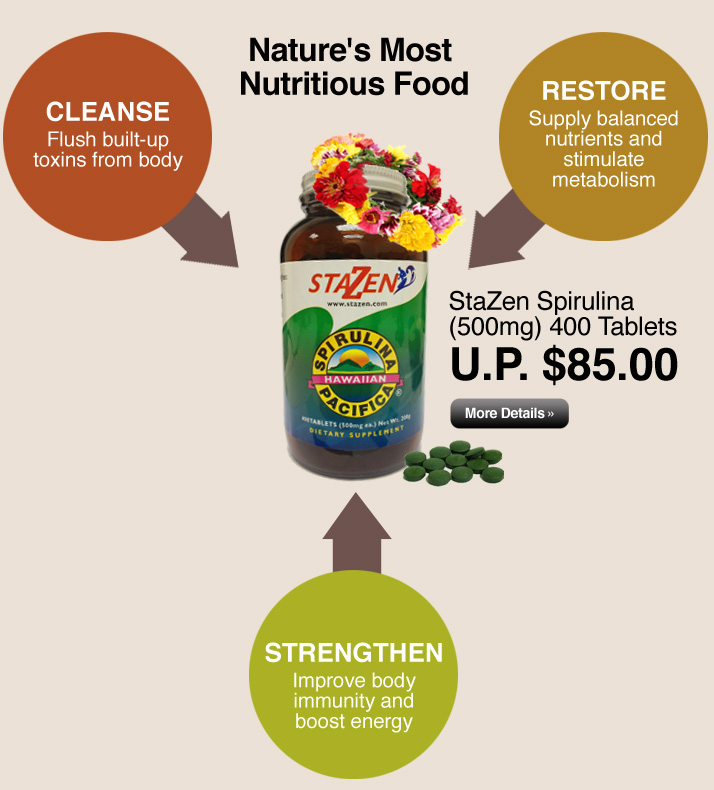 Nature's Most
Nutritious Food
CLEANSE
Flush built-up
toxins from body
RESTORE
Supply balanced
nutrients and
stimulate
metabolism
STAZEN
www.stazen.com
SPIRULINA
HAWAIIAN
PACIFICA®
400TABLETS (500mg ea.) Net Wt. 200g
DIETARY SUPPLEMENT
StaZen Spirulina
(500mg) 400 Tablets
U.P. $85.00
More Details »
STRENGTHEN
Improve body
immunity and
boost energy